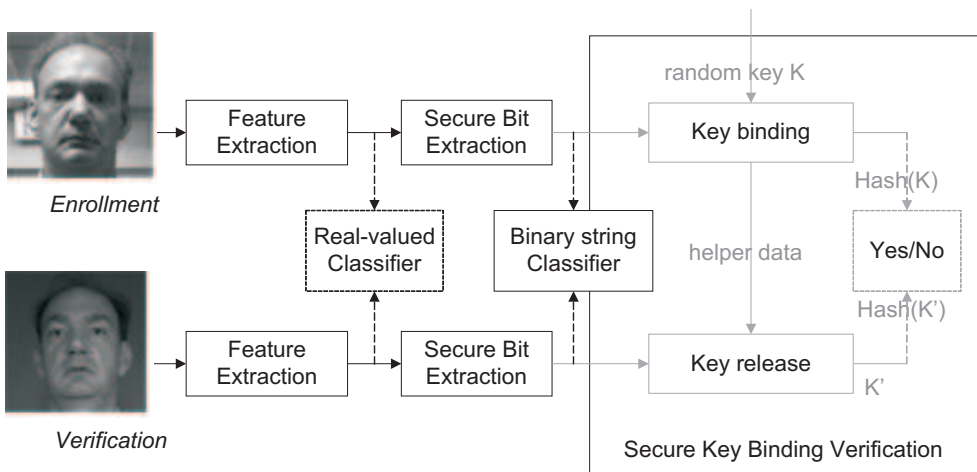 random key K
Feature
Extraction
Secure Bit
Extraction
Key binding
Enrollment
Hash(K)
Real-valued
Classifier
Binary string
Classifier
helper data
Yes/No
Hash(K')
Feature
Extraction
Secure Bit
Extraction
Key release
K'
Verification
Secure Key Binding Verification